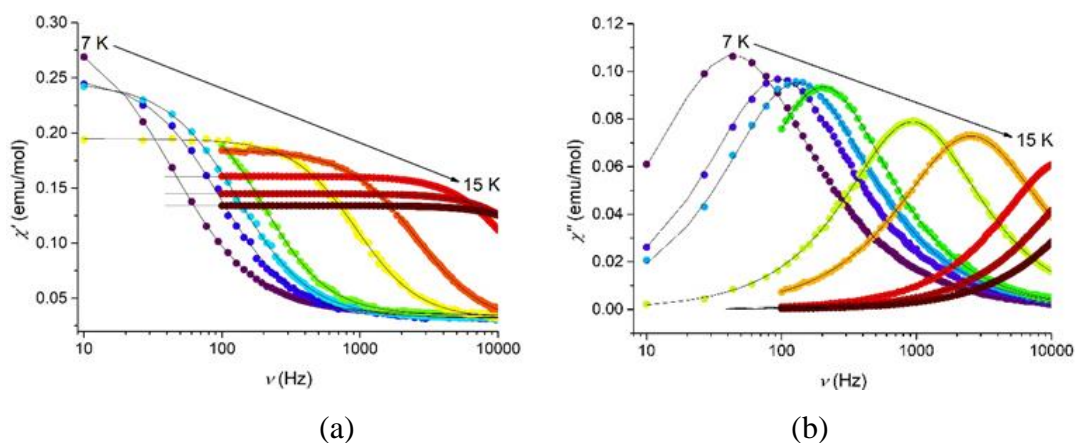 0.30
0.25
0.20
0.15
0.10
0.05
7 K
15 K
χ′ (emu/mol)
10
100
1000
10000
ν (Hz)
(a)
0.12
0.10
0.08
0.06
0.04
0.02
0.00
7 K
15 K
χ″ (emu/mol)
10
100
1000
10000
ν (Hz)
(b)